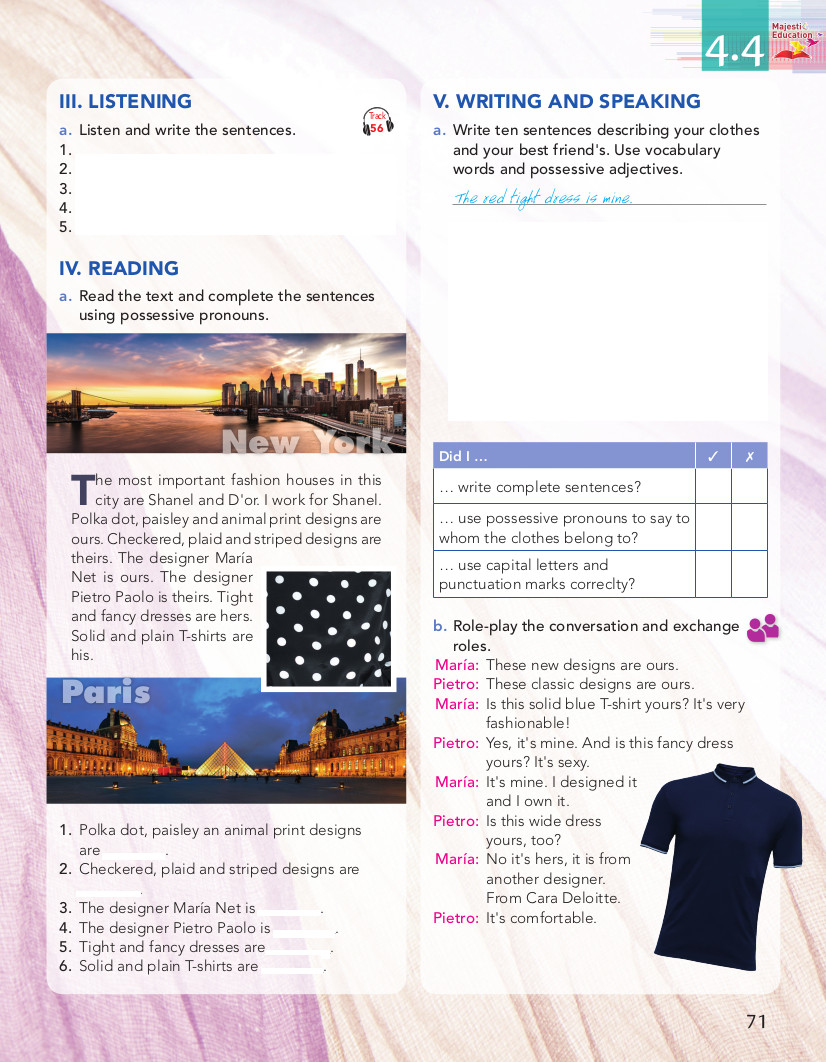 4.4
Majesti
Education
III. LISTENING
a. Listen and write the sentences.
Track
56
1.
2.
3.
4.
5.
IV. READING
a. Read the text and complete the sentences
using possessive pronouns.
New York
The most important fashion houses in this
city are Shanel and D'or. I work for Shanel.
Polka dot, paisley and animal print designs are
ours. Checkered, plaid and striped designs are
theirs. The designer María
Net is ours. The designer
Pietro Paolo is theirs. Tight
and fancy dresses are hers.
Solid and plain T-shirts are
his.
Paris
1. Polka dot, paisley an animal print designs
are .
2. Checkered, plaid and striped designs are
.
3. The designer María Net is .
4. The designer Pietro Paolo is .
5. Tight and fancy dresses are .
6. Solid and plain T-shirts are .
V. WRITING AND SPEAKING
a. Write ten sentences describing your clothes
and your best friend's. Use vocabulary
words and possessive adjectives.
The red tight dress is mine.
Did I ... ✓ ✗
... write complete sentences?
... use possessive pronouns to say to
whom the clothes belong to?
... use capital letters and
punctuation marks correclty?
b. Role-play the conversation and exchange
roles.
María: These new designs are ours.
Pietro: These classic designs are ours.
María: Is this solid blue T-shirt yours? It's very
fashionable!
Pietro: Yes, it's mine. And is this fancy dress
yours? It's sexy.
María: It's mine. I designed it
and I own it.
Pietro: Is this wide dress
yours, too?
María: No it's hers, it is from
another designer.
From Cara Deloitte.
Pietro: It's comfortable.
71